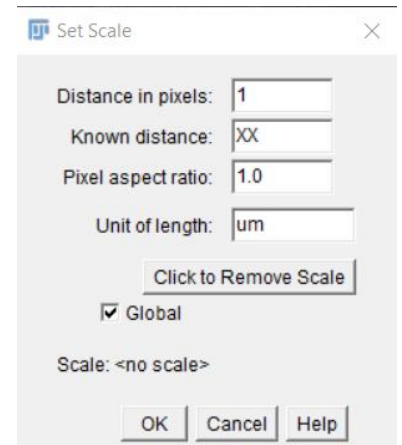 Set Scale
Distance in pixels: 1
Known distance: XX
Pixel aspect ratio: 1.0
Unit of length: um
Click to Remove Scale
Global
Scale: <no scale>
OK Cancel Help